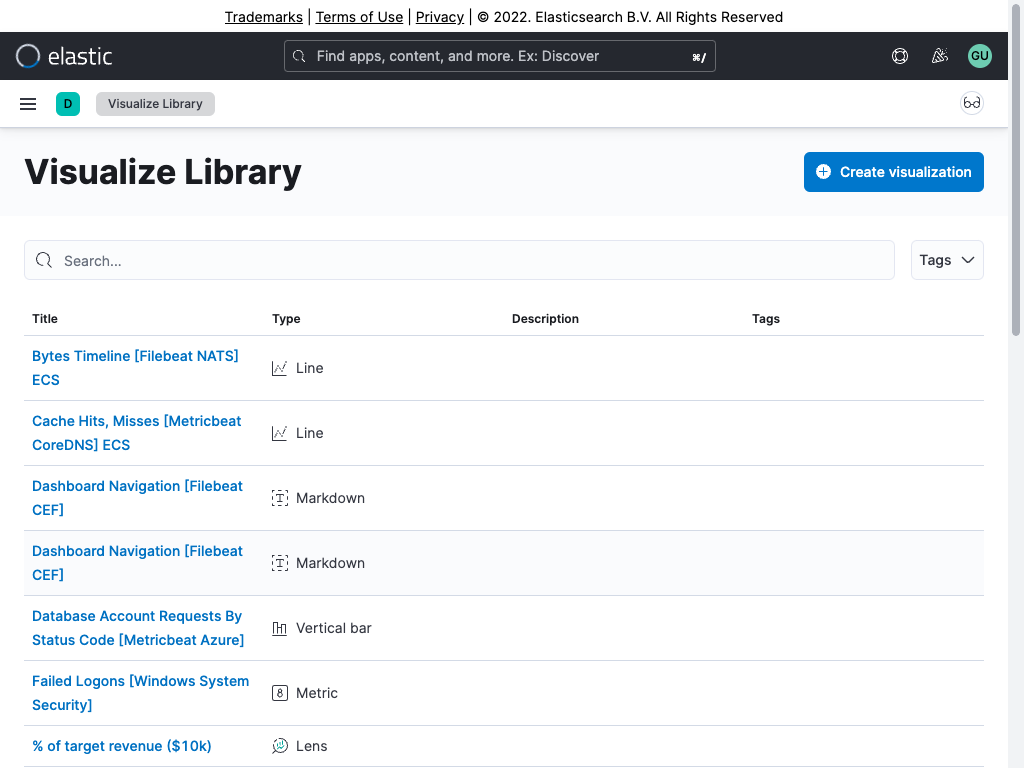 Trademarks | Terms of Use | Privacy | © 2022. Elasticsearch B.V. All Rights Reserved
elastic
Find apps, content, and more. Ex: Discover
⌘/
GU
D
Visualize Library
Visualize Library
Create visualization
Search...
Tags
Title Type Description Tags
Bytes Timeline [Filebeat NATS]
ECS
Line
Cache Hits, Misses [Metricbeat
CoreDNS] ECS
Line
Dashboard Navigation [Filebeat
CEF]
Markdown
Dashboard Navigation [Filebeat
CEF]
Markdown
Database Account Requests By
Status Code [Metricbeat Azure]
Vertical bar
Failed Logons [Windows System
Security]
8 Metric
% of target revenue ($10k)
Lens